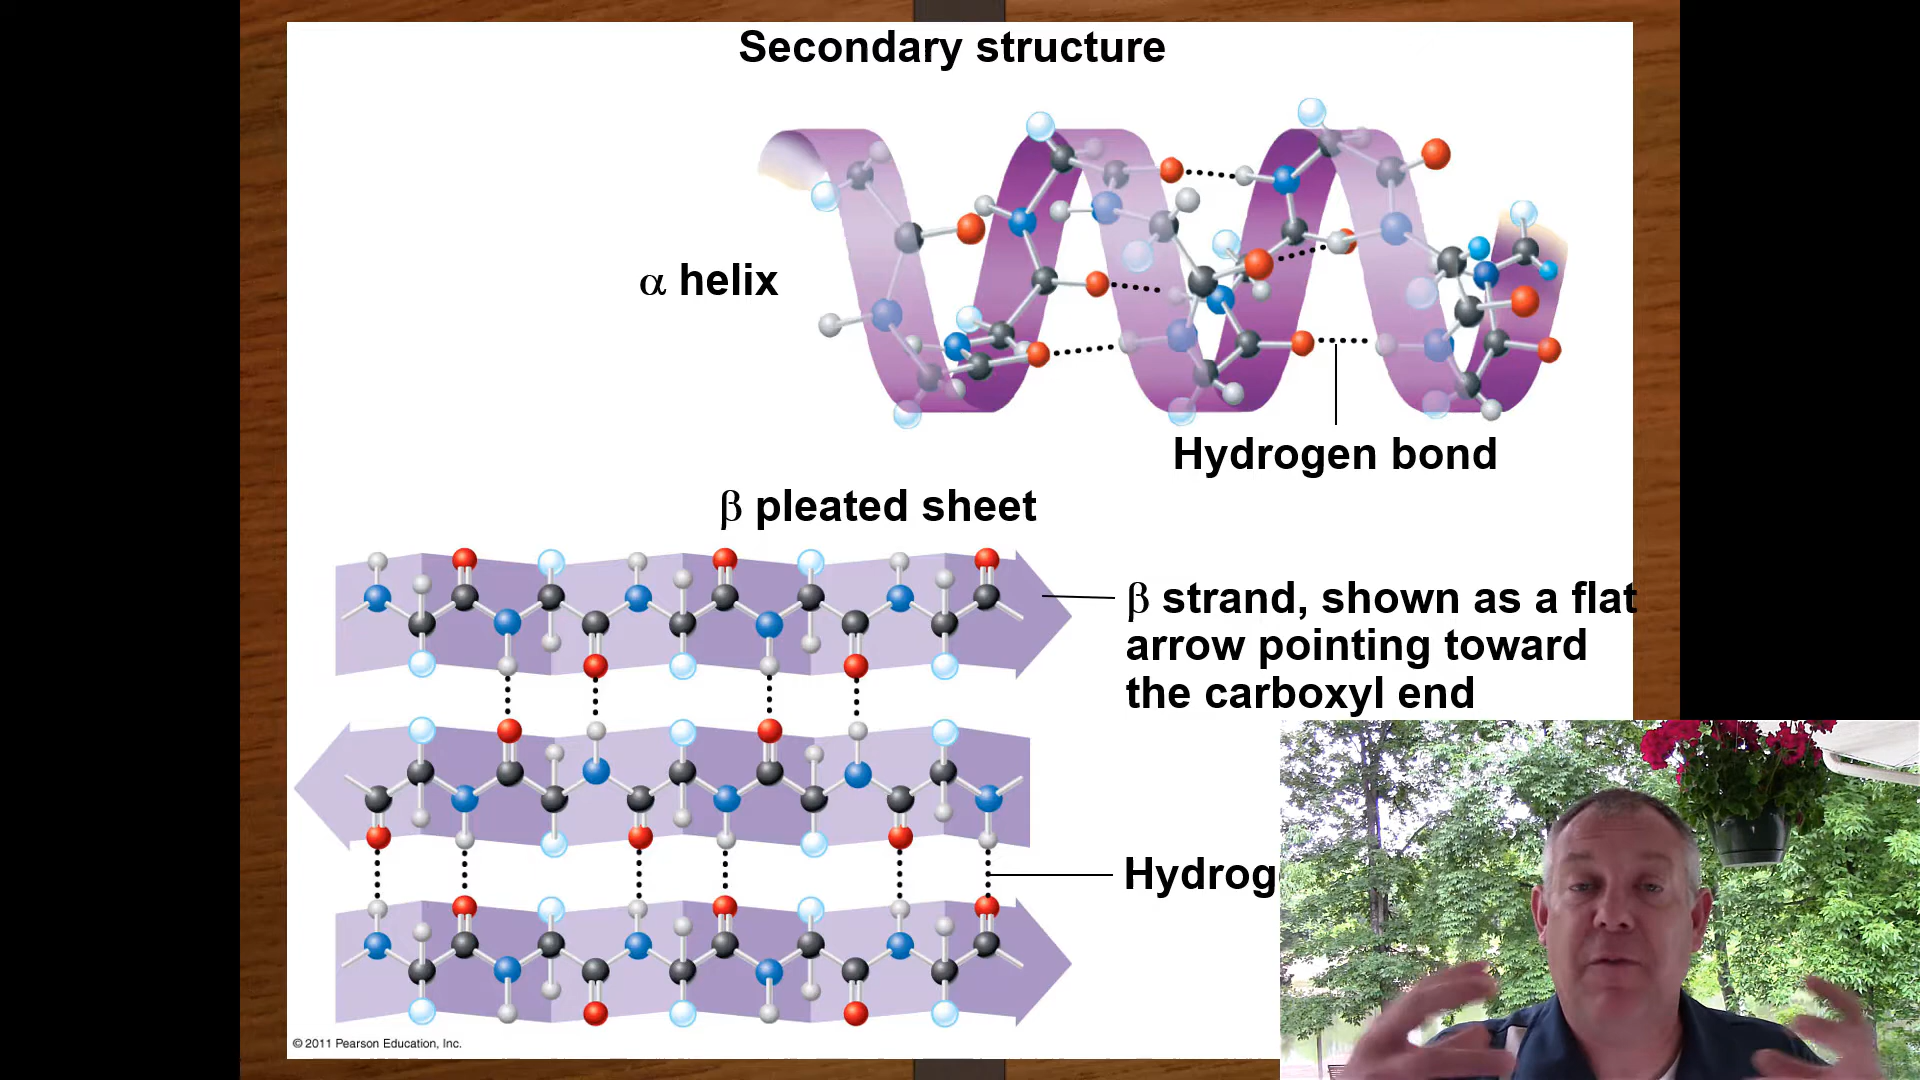 Secondary structure
α helix
Hydrogen bond
β pleated sheet
β strand, shown as a flat
arrow pointing toward
the carboxyl end
© 2011 Pearson Education, Inc.